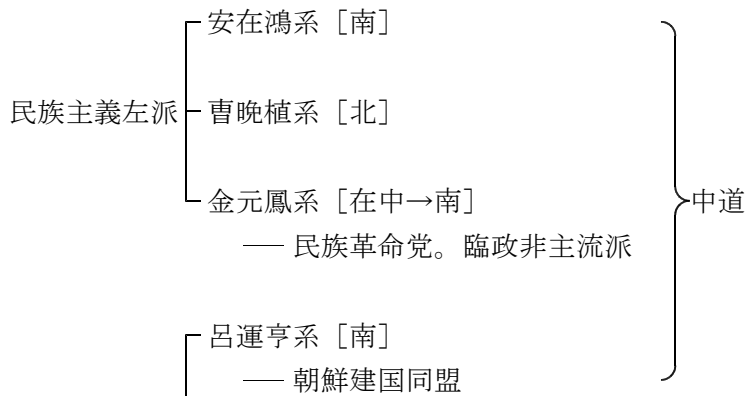 安在鴻系［南］
民族主義左派
曺晩植系［北］
金元鳳系［在中→南］
中道
── 民族革命党。臨政非主流派
呂運亨系［南］
── 朝鮮建国同盟